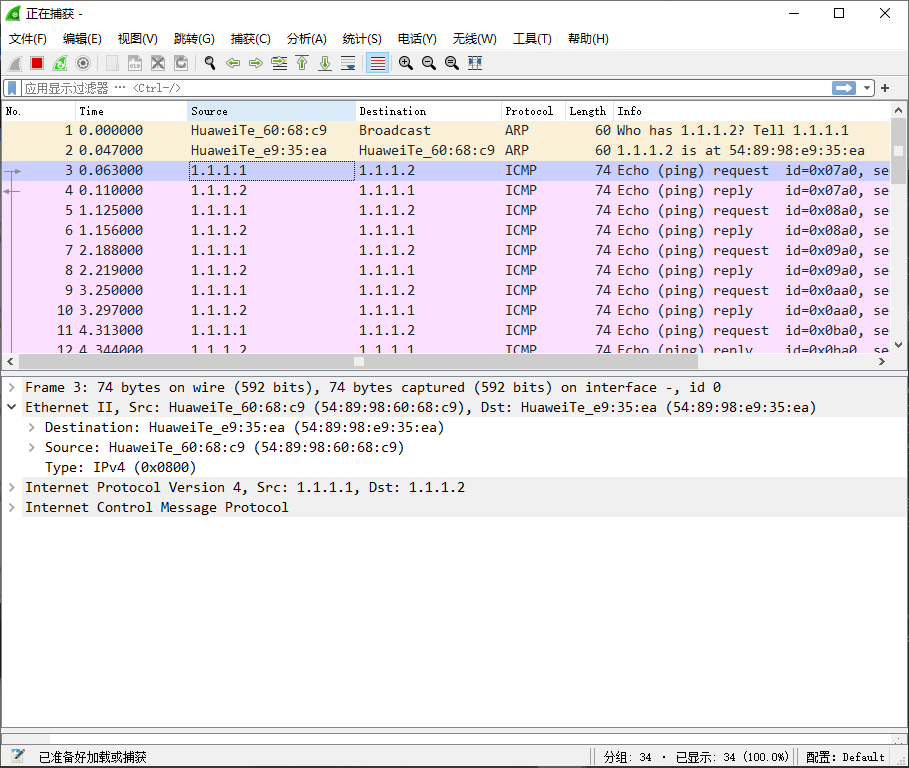 正在捕获 -
文件(F) 编辑(E) 视图(V) 跳转(G) 捕获(C) 分析(A) 统计(S) 电话(Y) 无线(W) 工具(T) 帮助(H)
应用显示过滤器 … <Ctrl-/>
No. Time Source Destination Protocol Length Info
1 0.000000 HuaweiTe_60:68:c9 Broadcast ARP 60 Who has 1.1.1.2? Tell 1.1.1.1
2 0.047000 HuaweiTe_e9:35:ea HuaweiTe_60:68:c9 ARP 60 1.1.1.2 is at 54:89:98:e9:35:ea
3 0.063000 1.1.1.1 1.1.1.2 ICMP 74 Echo (ping) request id=0x07a0, se
4 0.110000 1.1.1.2 1.1.1.1 ICMP 74 Echo (ping) reply id=0x07a0, se
5 1.125000 1.1.1.1 1.1.1.2 ICMP 74 Echo (ping) request id=0x08a0, se
6 1.156000 1.1.1.2 1.1.1.1 ICMP 74 Echo (ping) reply id=0x08a0, se
7 2.188000 1.1.1.1 1.1.1.2 ICMP 74 Echo (ping) request id=0x09a0, se
8 2.219000 1.1.1.2 1.1.1.1 ICMP 74 Echo (ping) reply id=0x09a0, se
9 3.250000 1.1.1.1 1.1.1.2 ICMP 74 Echo (ping) request id=0x0aa0, se
10 3.297000 1.1.1.2 1.1.1.1 ICMP 74 Echo (ping) reply id=0x0aa0, se
11 4.313000 1.1.1.1 1.1.1.2 ICMP 74 Echo (ping) request id=0x0ba0, se
12 4.344000 1.1.1.2 1.1.1.1 ICMP 74 Echo (ping) reply id=0x0ba0, se
Frame 3: 74 bytes on wire (592 bits), 74 bytes captured (592 bits) on interface -, id 0
Ethernet II, Src: HuaweiTe_60:68:c9 (54:89:98:60:68:c9), Dst: HuaweiTe_e9:35:ea (54:89:98:e9:35:ea)
Destination: HuaweiTe_e9:35:ea (54:89:98:e9:35:ea)
Source: HuaweiTe_60:68:c9 (54:89:98:60:68:c9)
Type: IPv4 (0x0800)
Internet Protocol Version 4, Src: 1.1.1.1, Dst: 1.1.1.2
Internet Control Message Protocol
已准备好加载或捕获 分组: 34 · 已显示: 34 (100.0%) 配置: Default